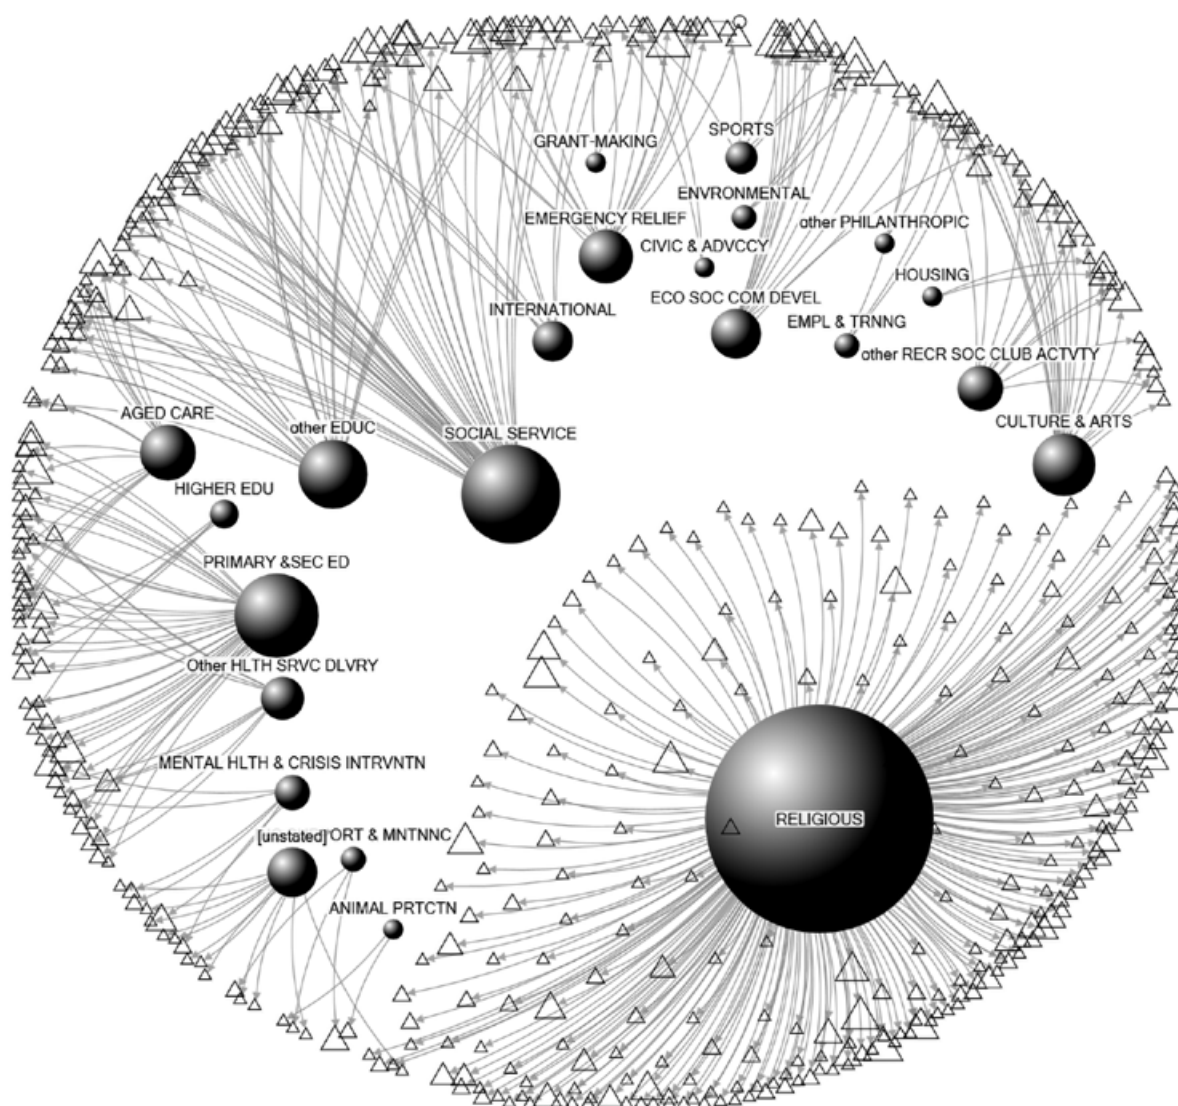 GRANT-MAKING
SPORTS
ENVRONMENTAL
EMERGENCY RELIEF
other PHILANTHROPIC
CIVIC & ADVCCY
HOUSING
INTERNATIONAL
ECO SOC COM DEVEL
EMPL & TRNNG
other RECR SOC CLUB ACTVTY
AGED CARE
other EDUC
SOCIAL SERVICE
CULTURE & ARTS
HIGHER EDU
PRIMARY &SEC ED
Other HLTH SRVC DLVRY
MENTAL HLTH & CRISIS INTRVNTN
RELIGIOUS
[unstated] ORT & MNTNNC
ANIMAL PRTCTN